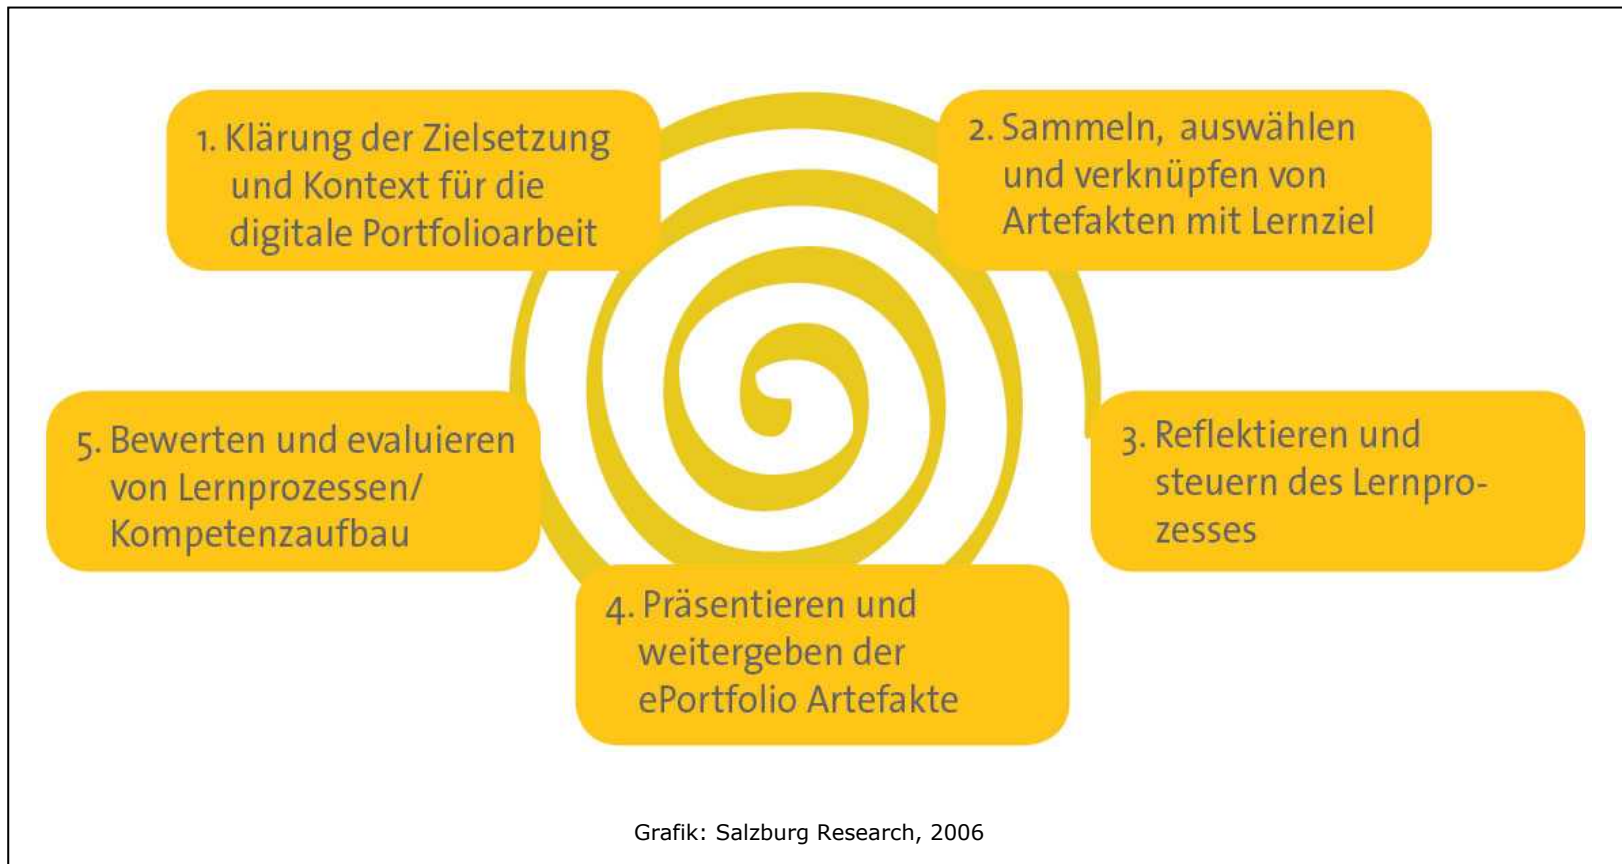 1. Klärung der Zielsetzung
und Kontext für die
digitale Portfolioarbeit
2. Sammeln, auswählen
und verknüpfen von
Artefakten mit Lernziel
3. Reflektieren und
steuern des Lernpro-
zesses
4. Präsentieren und
weitergeben der
ePortfolio Artefakte
5. Bewerten und evaluieren
von Lernprozessen/
Kompetenzaufbau
Grafik: Salzburg Research, 2006